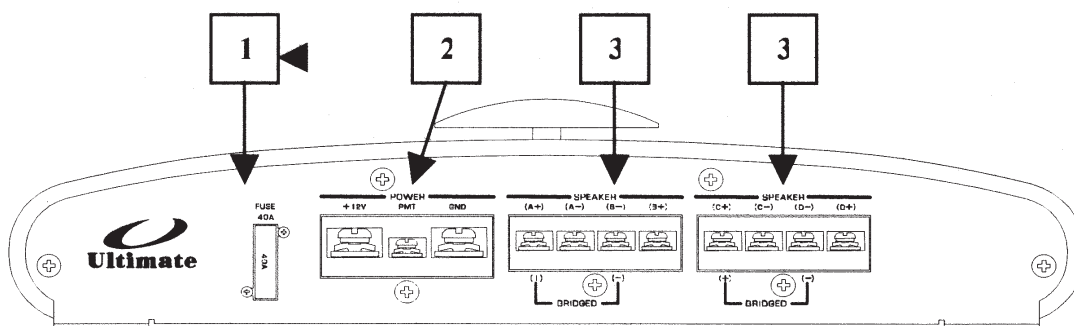 1 2 3 3
POWER SPEAKER SPEAKER
FUSE +12V RMT GND (A+) (A-) (B-) (B+) (C+) (C-) (D-) (D+)
40A
40A
Ultimate
(-) (+) (-)
BRIDGED BRIDGED